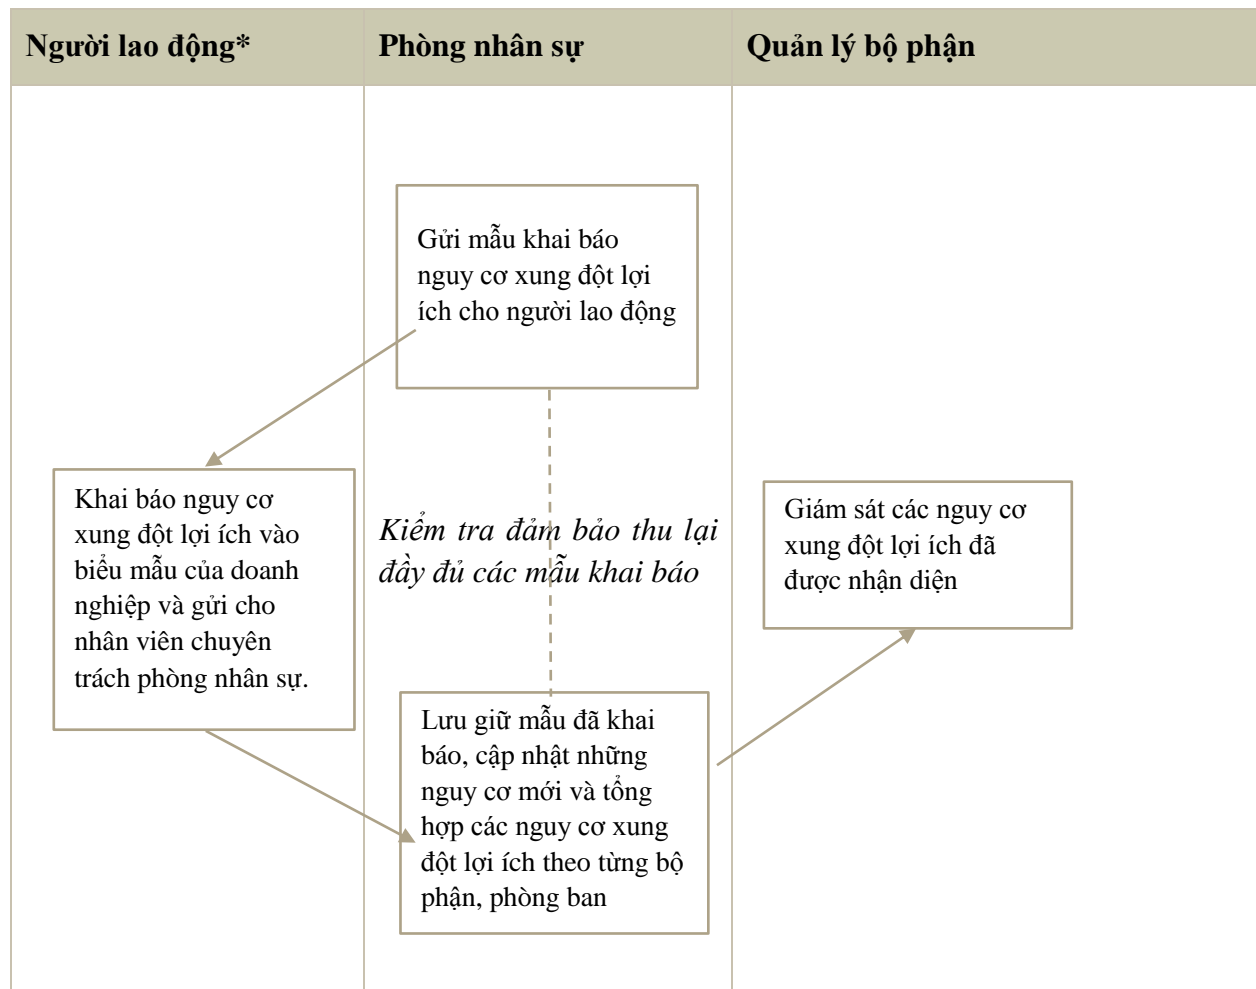 Người lao động*
Phòng nhân sự
Quản lý bộ phận
Gửi mẫu khai báo
nguy cơ xung đột lợi
ích cho người lao động
Khai báo nguy cơ
xung đột lợi ích vào
biểu mẫu của doanh
nghiệp và gửi cho
nhân viên chuyên
trách phòng nhân sự.
Kiểm tra đảm bảo thu lại
đầy đủ các mẫu khai báo
Giám sát các nguy cơ
xung đột lợi ích đã
được nhận diện
Lưu giữ mẫu đã khai
báo, cập nhật những
nguy cơ mới và tổng
hợp các nguy cơ xung
đột lợi ích theo từng bộ
phận, phòng ban